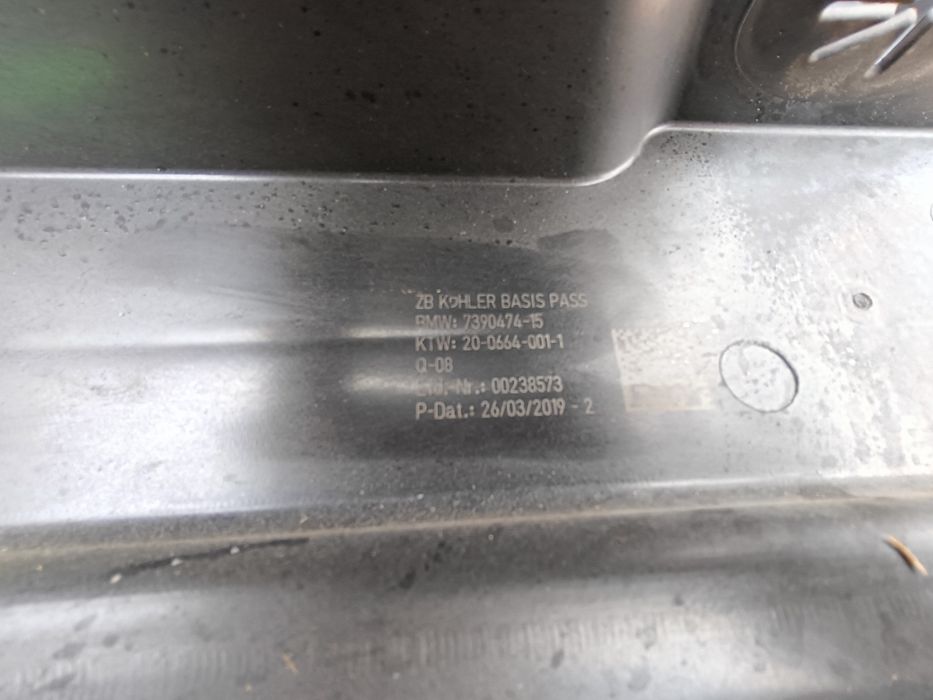 ZB KÜHLER BASIS PASS
BMW: 7390474-15
KTW: 20-0664-001-1
Q-08
Lfd.-Nr.: 00238573
P-Dat.: 26/03/2019 - 2